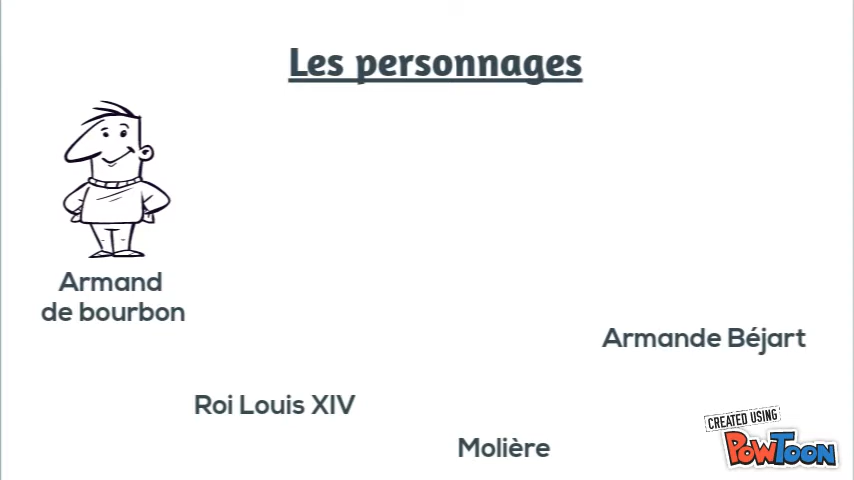 Les personnages
Armand
de bourbon
Armande Béjart
Roi Louis XIV
Molière
CREATED USING
POWTOON